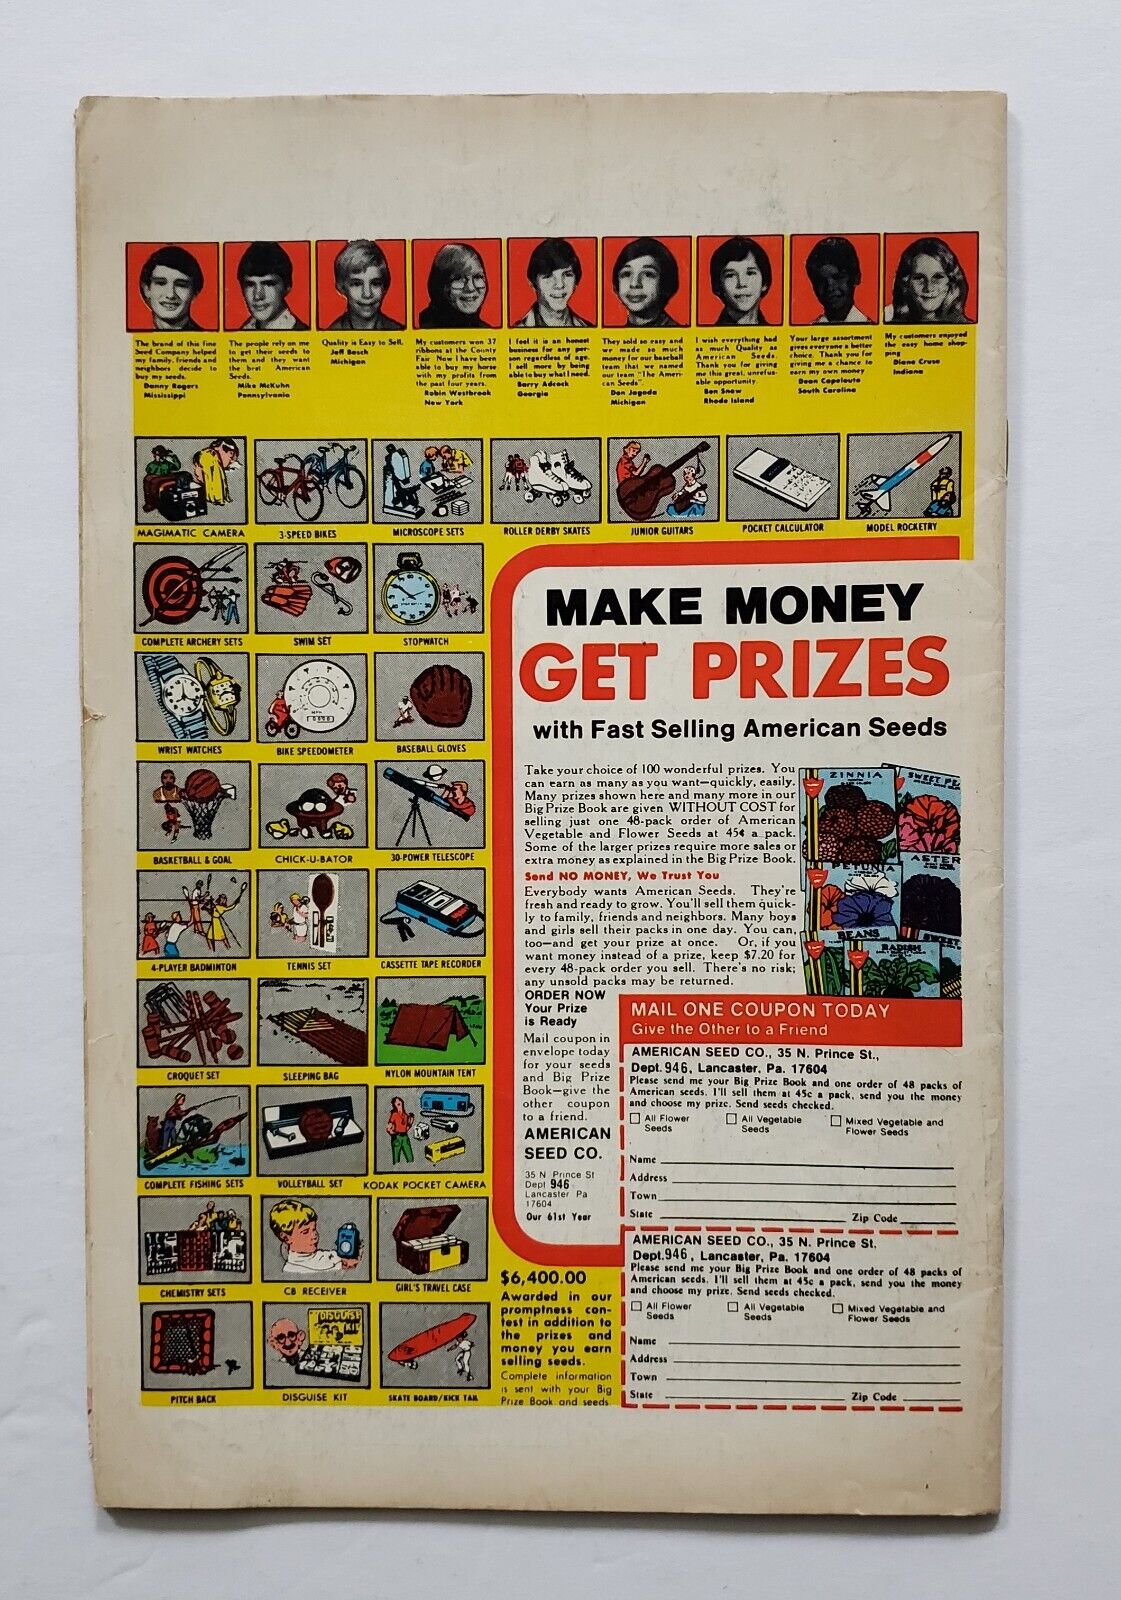 The brand of this fine
Seed Company helped
my family, friends and
neighbors decide to
buy my seeds.
Danny Rogers
Mississippi
The people rely on me
to get their seeds to
them and they want
the best American
Seeds.
Mike McKuhn
Pennsylvania
Quality is Easy to Sell.
Jeff Bosch
Michigan
My customers won 37
ribbons at the County
Fair Now I have been
able to buy my horse
with my profits from
the past four years.
Robin Westbrook
New York
I feel it is an honest
business for any per-
son regardless of age.
I sell more by being
able to buy what I need.
Barry Adcock
Georgia
They sold so easy and
we made so much
money for our baseball
team that we named
our team "The Ameri-
can Seeds".
Don Jagoda
Michigan
I wish everything had
as much Quality as
American Seeds.
Thank you for giving
me this great, unrefus-
able opportunity.
Ben Snow
Rhode Island
Your large assortment
gives everyone a better
choice. Thank you for
giving me a chance to
earn my own money
Dean Capelouto
South Carolina
My customers enjoyed
the easy home shop-
ping
Diane Cruse
Indiana
MAGIMATIC CAMERA
3-SPEED BIKES
MICROSCOPE SETS
ROLLER DERBY SKATES
JUNIOR GUITARS
POCKET CALCULATOR
MODEL ROCKETRY
COMPLETE ARCHERY SETS
SWIM SET
STOPWATCH
WRIST WATCHES
BIKE SPEEDOMETER
BASEBALL GLOVES
BASKETBALL & GOAL
CHICK-U-BATOR
30-POWER TELESCOPE
4-PLAYER BADMINTON
TENNIS SET
CASSETTE TAPE RECORDER
CROQUET SET
SLEEPING BAG
NYLON MOUNTAIN TENT
COMPLETE FISHING SETS
VOLLEYBALL SET
KODAK POCKET CAMERA
CHEMISTRY SETS
CB RECEIVER
GIRL'S TRAVEL CASE
PITCH BACK
DISGUISE KIT
DISGUISE KIT
SKATE BOARD/KICK TAIL
MAKE MONEY
GET PRIZES
with Fast Selling American Seeds
Take your choice of 100 wonderful prizes. You
can earn as many as you want—quickly, easily.
Many prizes shown here and many more in our
Big Prize Book are given WITHOUT COST for
selling just one 48-pack order of American
Vegetable and Flower Seeds at 45¢ a pack.
Some of the larger prizes require more sales or
extra money as explained in the Big Prize Book.
Send NO MONEY, We Trust You
Everybody wants American Seeds. They're
fresh and ready to grow. You'll sell them quick-
ly to family, friends and neighbors. Many boys
and girls sell their packs in one day. You can,
too—and get your prize at once. Or, if you
want money instead of a prize, keep $7.20 for
every 48-pack order you sell. There's no risk;
any unsold packs may be returned.
ZINNIA
SWEET PE
ASTER
PETUNIA
BEANS
RADISH
SWEET
ORDER NOW
Your Prize
is Ready
Mail coupon in
envelope today
for your seeds
and Big Prize
Book—give the
other coupon
to a friend.
AMERICAN
SEED CO.
35 N Prince St
Dept 946
Lancaster Pa
17604
Our 61st Year
MAIL ONE COUPON TODAY
Give the Other to a Friend
AMERICAN SEED CO., 35 N. Prince St.,
Dept. 946, Lancaster, Pa. 17604
Please send me your Big Prize Book and one order of 48 packs of
American seeds. I'll sell them at 45c a pack, send you the money
and choose my prize. Send seeds checked.
All Flower
Seeds
All Vegetable
Seeds
Mixed Vegetable and
Flower Seeds
Name
Address
Town
State Zip Code
AMERICAN SEED CO., 35 N. Prince St,
Dept. 946, Lancaster, Pa. 17604
Please send me your Big Prize Book and one order of 48 packs of
American seeds. I'll sell them at 45c a pack, send you the money
and choose my prize. Send seeds checked.
All Flower
Seeds
All Vegetable
Seeds
Mixed Vegetable and
Flower Seeds
Name
Address
Town
State Zip Code
$6,400.00
Awarded in our
promptness con-
test in addition to
the prizes and
money you earn
selling seeds.
Complete information
is sent with your Big
Prize Book and seeds.